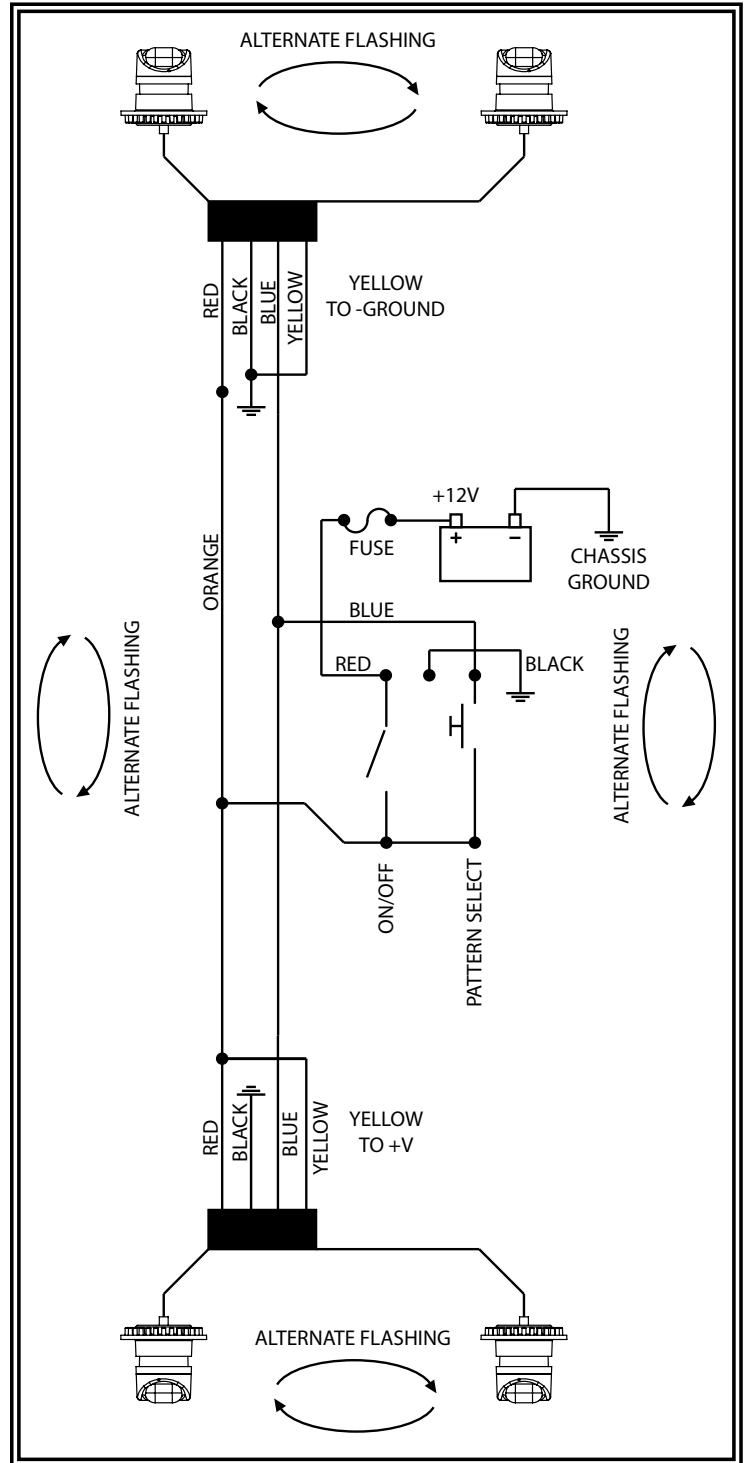 ALTERNATE FLASHING
RED
BLACK
BLUE
YELLOW
YELLOW
TO -GROUND
+12V
+
−
FUSE
CHASSIS
GROUND
ORANGE
BLUE
RED
BLACK
ALTERNATE FLASHING
ALTERNATE FLASHING
ON/OFF
PATTERN SELECT
RED
BLACK
BLUE
YELLOW
YELLOW
TO +V
ALTERNATE FLASHING